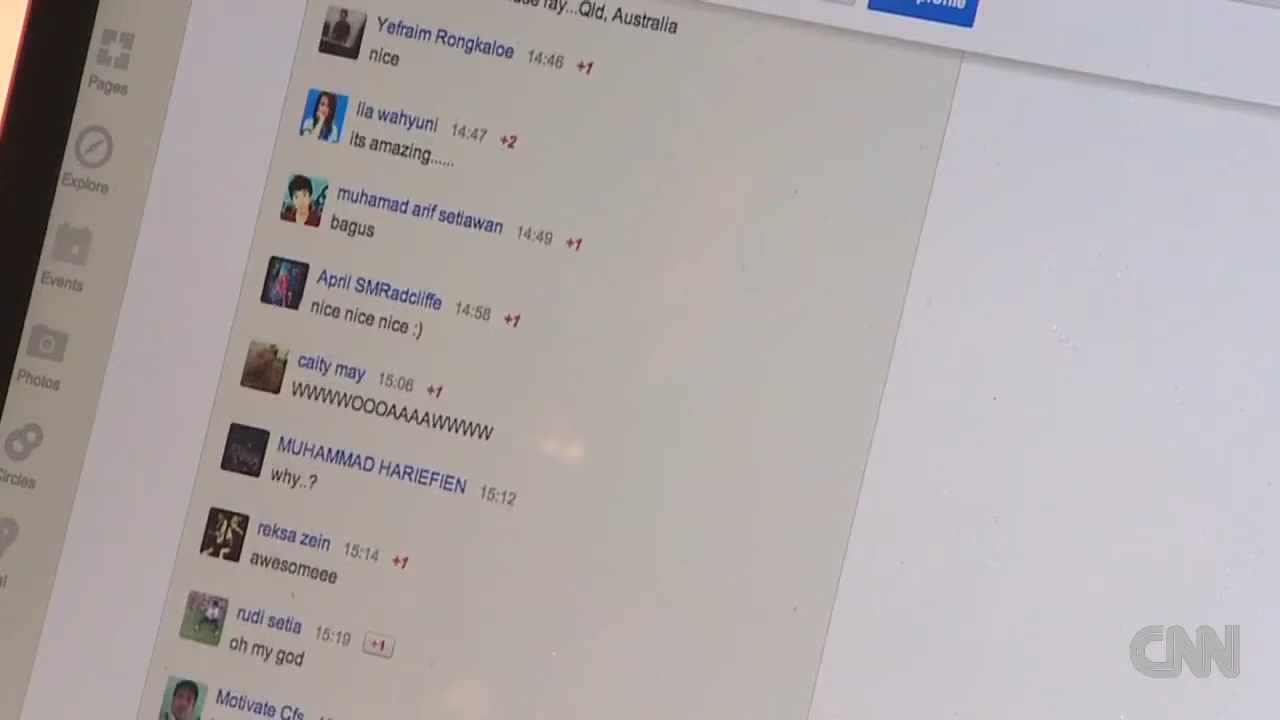 Qld, Australia
profile
Yefraim Rongkaloe 14:46 +1
nice
lia wahyuni 14:47 +2
its amazing......
muhamad arif setiawan 14:49 +1
bagus
April SMRadcliffe 14:58 +1
nice nice nice :)
caity may 15:06 +1
WWWWOOOAAAAWWWW
MUHAMMAD HARIEFIEN 15:12
why..?
reksa zein 15:14 +1
awesomeee
rudi setia 15:19 +1
oh my god
Motivate Cfs
Pages
Explore
Events
Photos
Circles
CNN